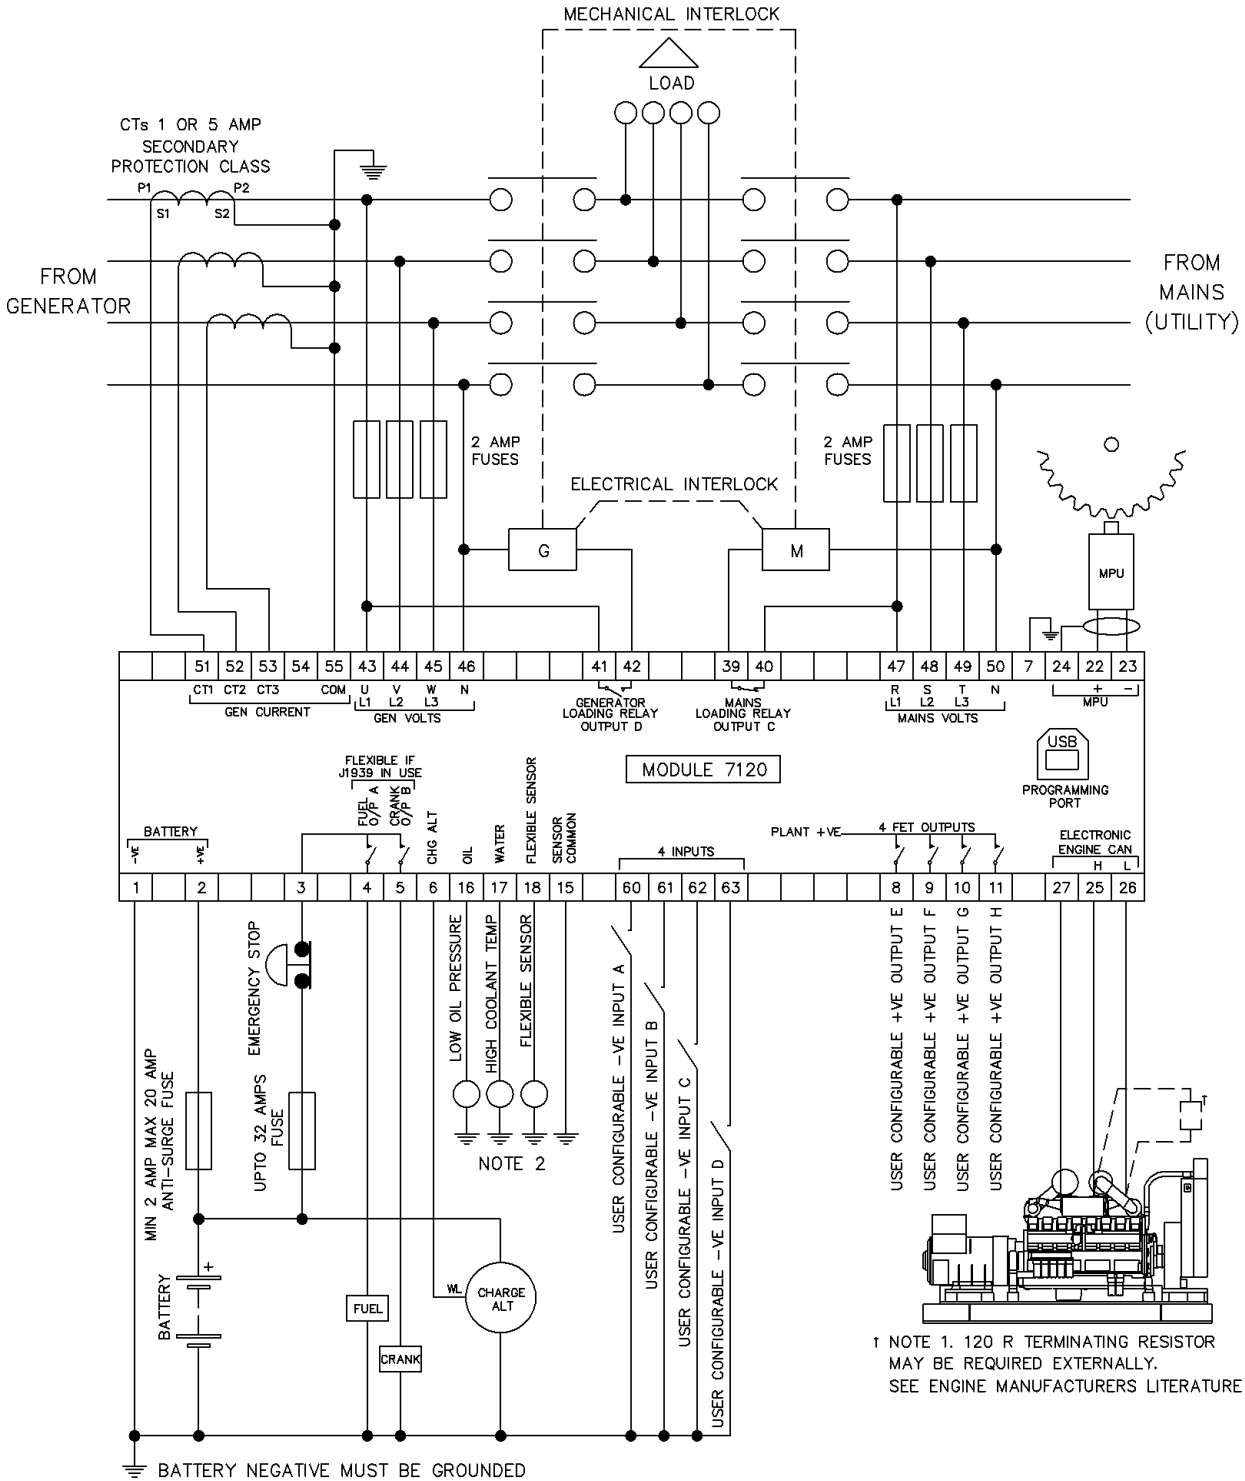 MECHANICAL INTERLOCK
LOAD
CTs 1 OR 5 AMP
SECONDARY
PROTECTION CLASS
P1
P2
S1
S2
FROM
GENERATOR
FROM
MAINS
(UTILITY)
2 AMP
FUSES
2 AMP
FUSES
ELECTRICAL INTERLOCK
G
M
MPU
51
52
53
54
55
43
44
45
46
41
42
39
40
47
48
49
50
7
24
22
23
CT1
CT2
CT3
COM
GEN CURRENT
U
V
W
N
L1
L2
L3
GEN VOLTS
GENERATOR
LOADING RELAY
OUTPUT D
MAINS
LOADING RELAY
OUTPUT C
R
S
T
N
L1
L2
L3
MAINS VOLTS
+
−
MPU
MODULE 7120
USB
PROGRAMMING
PORT
FLEXIBLE IF
J1939 IN USE
FUEL
O/P A
CRANK
O/P B
CHG ALT
OIL
WATER
FLEXIBLE SENSOR
SENSOR
COMMON
BATTERY
-VE
+VE
4 INPUTS
PLANT +VE
4 FET OUTPUTS
ELECTRONIC
ENGINE CAN
H
L
1
2
3
4
5
6
16
17
18
15
60
61
62
63
8
9
10
11
27
25
26
EMERGENCY STOP
LOW OIL PRESSURE
HIGH COOLANT TEMP
FLEXIBLE SENSOR
NOTE 2
MIN 2 AMP MAX 20 AMP
ANTI-SURGE FUSE
UPTO 32 AMPS
FUSE
USER CONFIGURABLE -VE INPUT A
USER CONFIGURABLE -VE INPUT B
USER CONFIGURABLE -VE INPUT C
USER CONFIGURABLE -VE INPUT D
USER CONFIGURABLE +VE OUTPUT E
USER CONFIGURABLE +VE OUTPUT F
USER CONFIGURABLE +VE OUTPUT G
USER CONFIGURABLE +VE OUTPUT H
†
BATTERY
+
WL
CHARGE
ALT
FUEL
CRANK
† NOTE 1. 120 R TERMINATING RESISTOR
MAY BE REQUIRED EXTERNALLY.
SEE ENGINE MANUFACTURERS LITERATURE
BATTERY NEGATIVE MUST BE GROUNDED